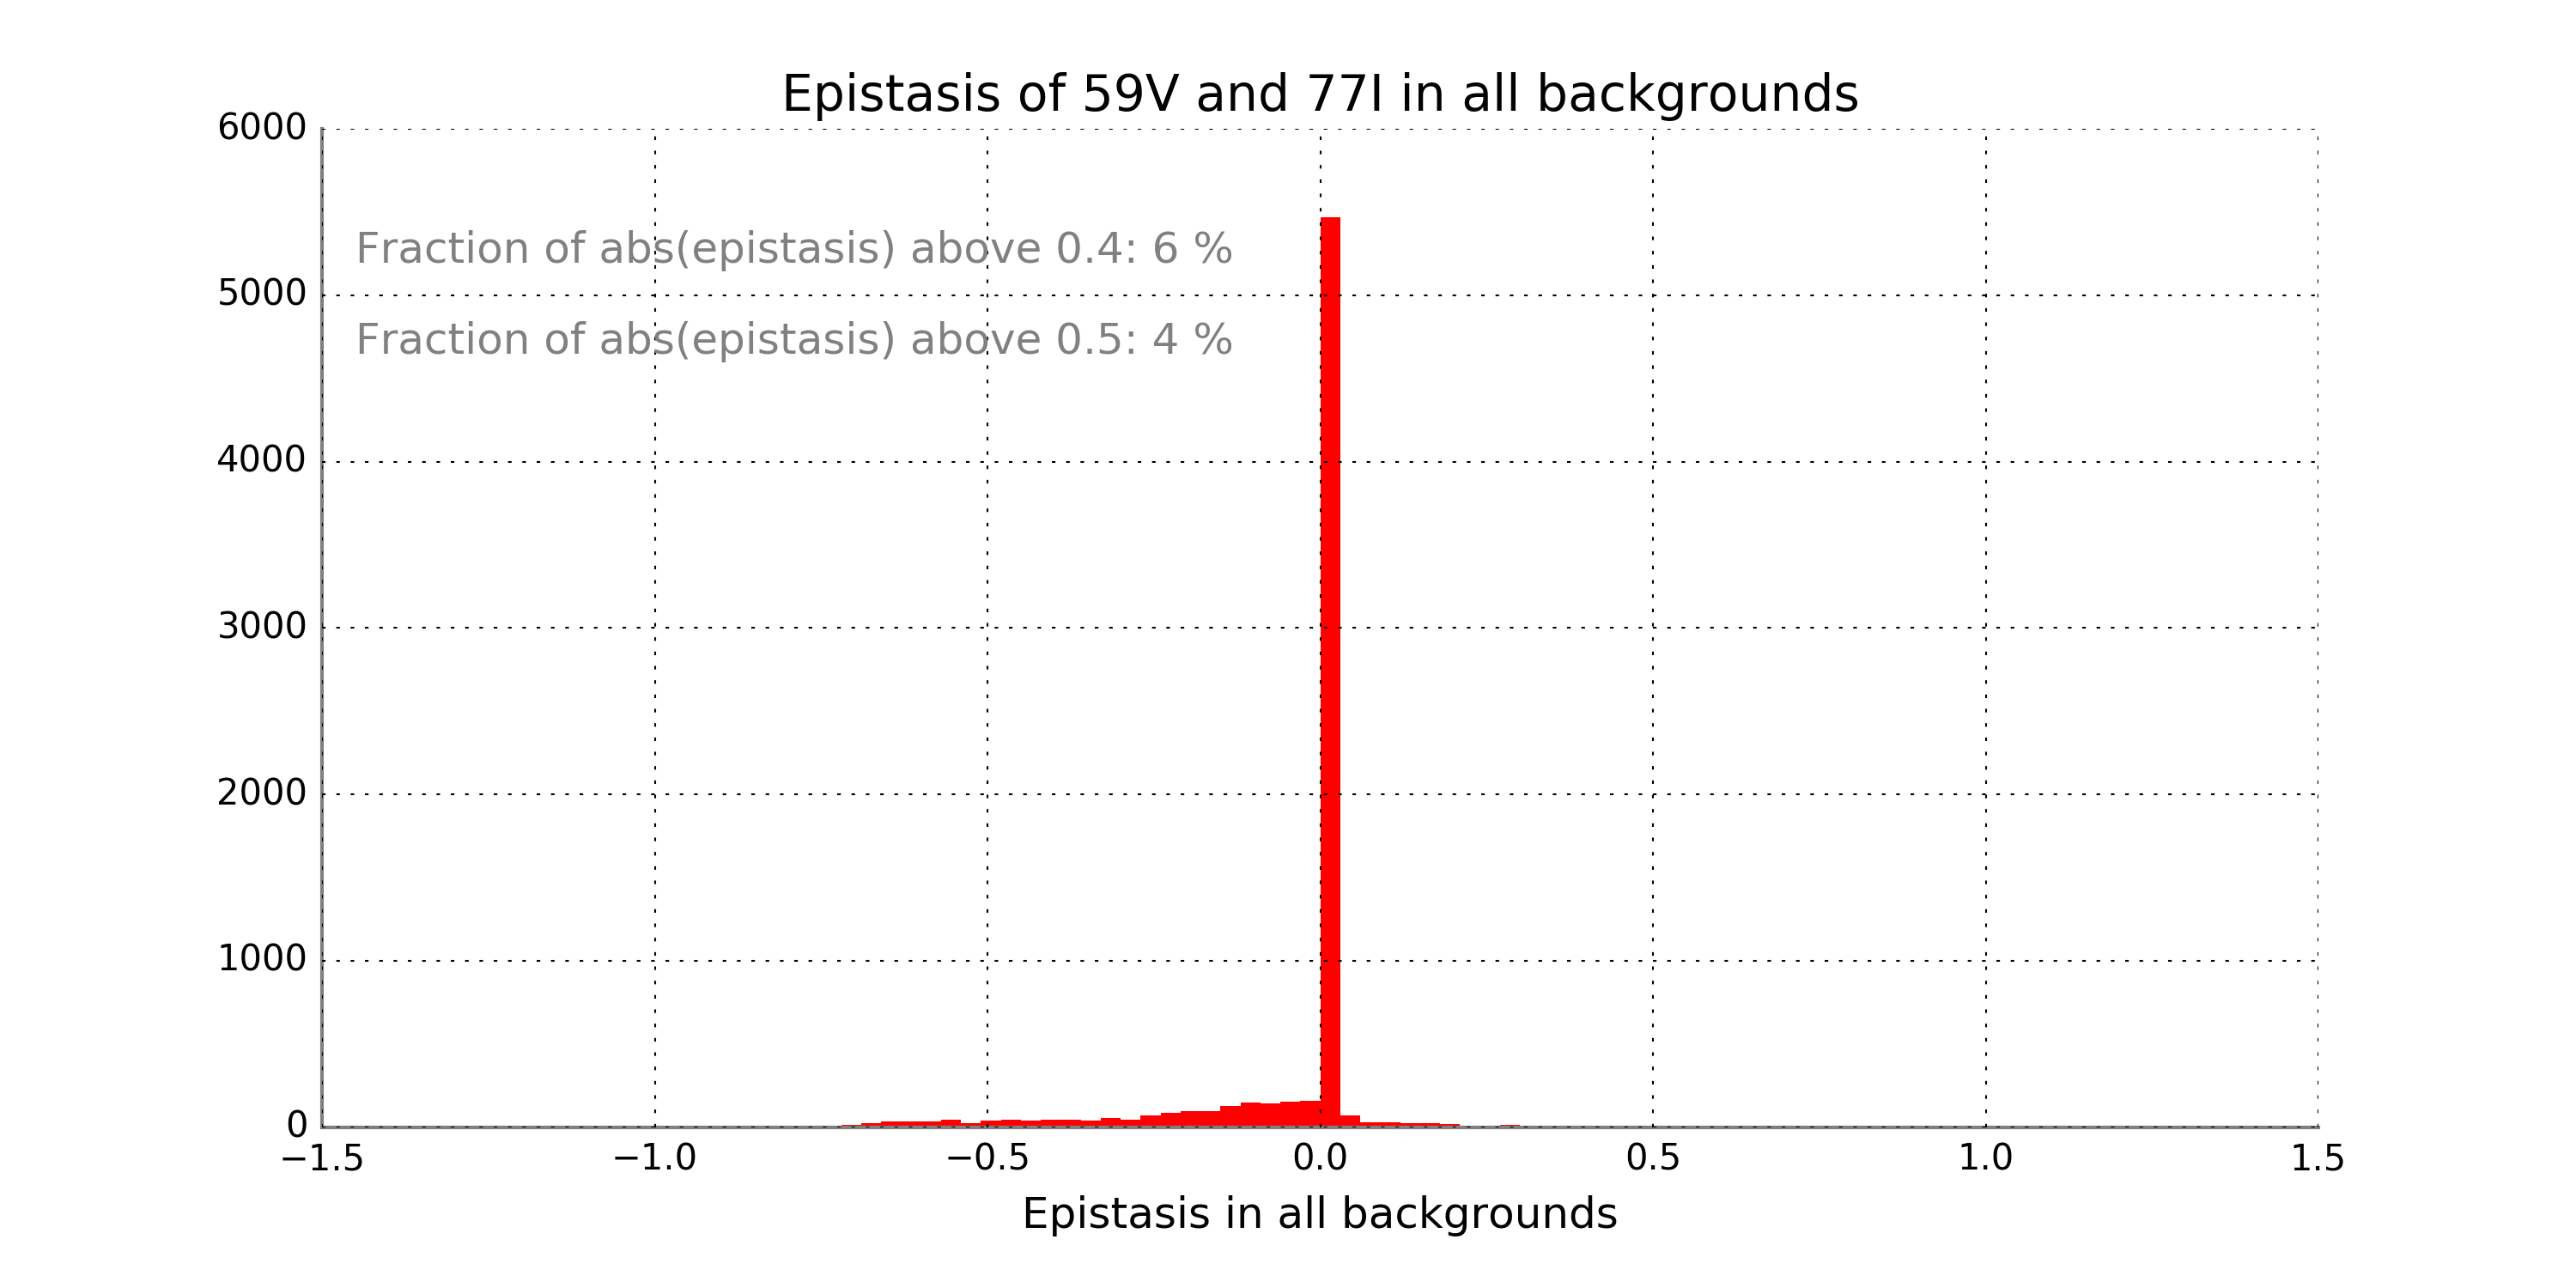 Epistasis of 59V and 77I in all backgrounds
6000
Fraction of abs(epistasis) above 0.4: 6 %
5000
Fraction of abs(epistasis) above 0.5: 4 %
4000
3000
2000
1000
0
−1.5 −1.0 −0.5 0.0 0.5 1.0 1.5
Epistasis in all backgrounds